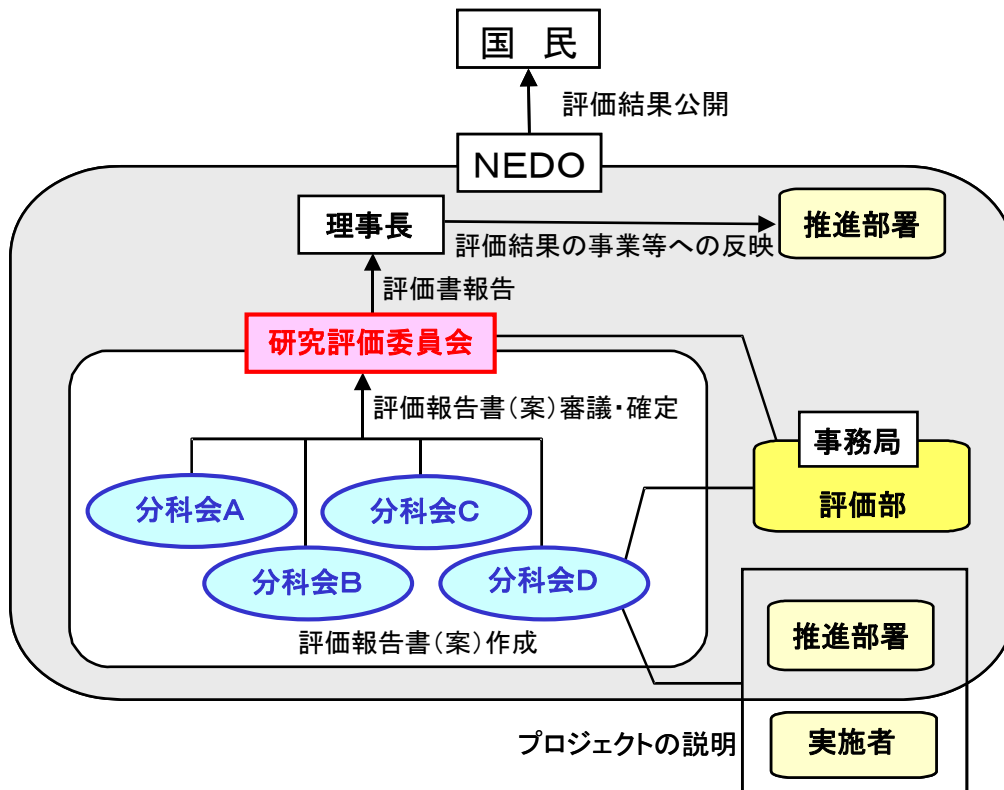 国　民
評価結果公開
NEDO
理事長
推進部署
評価結果の事業等への反映
評価書報告
研究評価委員会
評価報告書(案)審議・確定
事務局
評価部
分科会A
分科会C
分科会B
分科会D
評価報告書(案)作成
推進部署
プロジェクトの説明
実施者